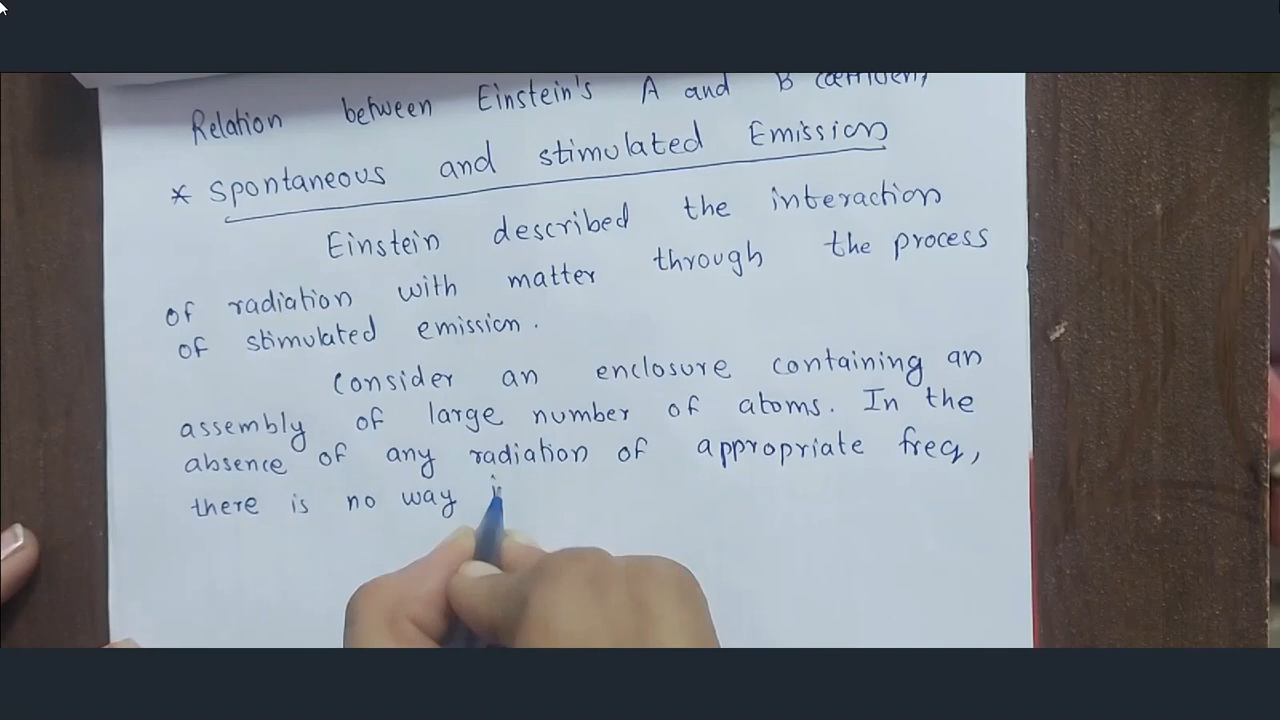 Relation between Einstein's A and B
* Spontaneous and stimulated Emission
Einstein described the interaction
of radiation with matter through the process
of stimulated emission.
Consider an enclosure containing an
assembly of large number of atoms. In the
absence of any radiation of appropriate freq,
there is no way